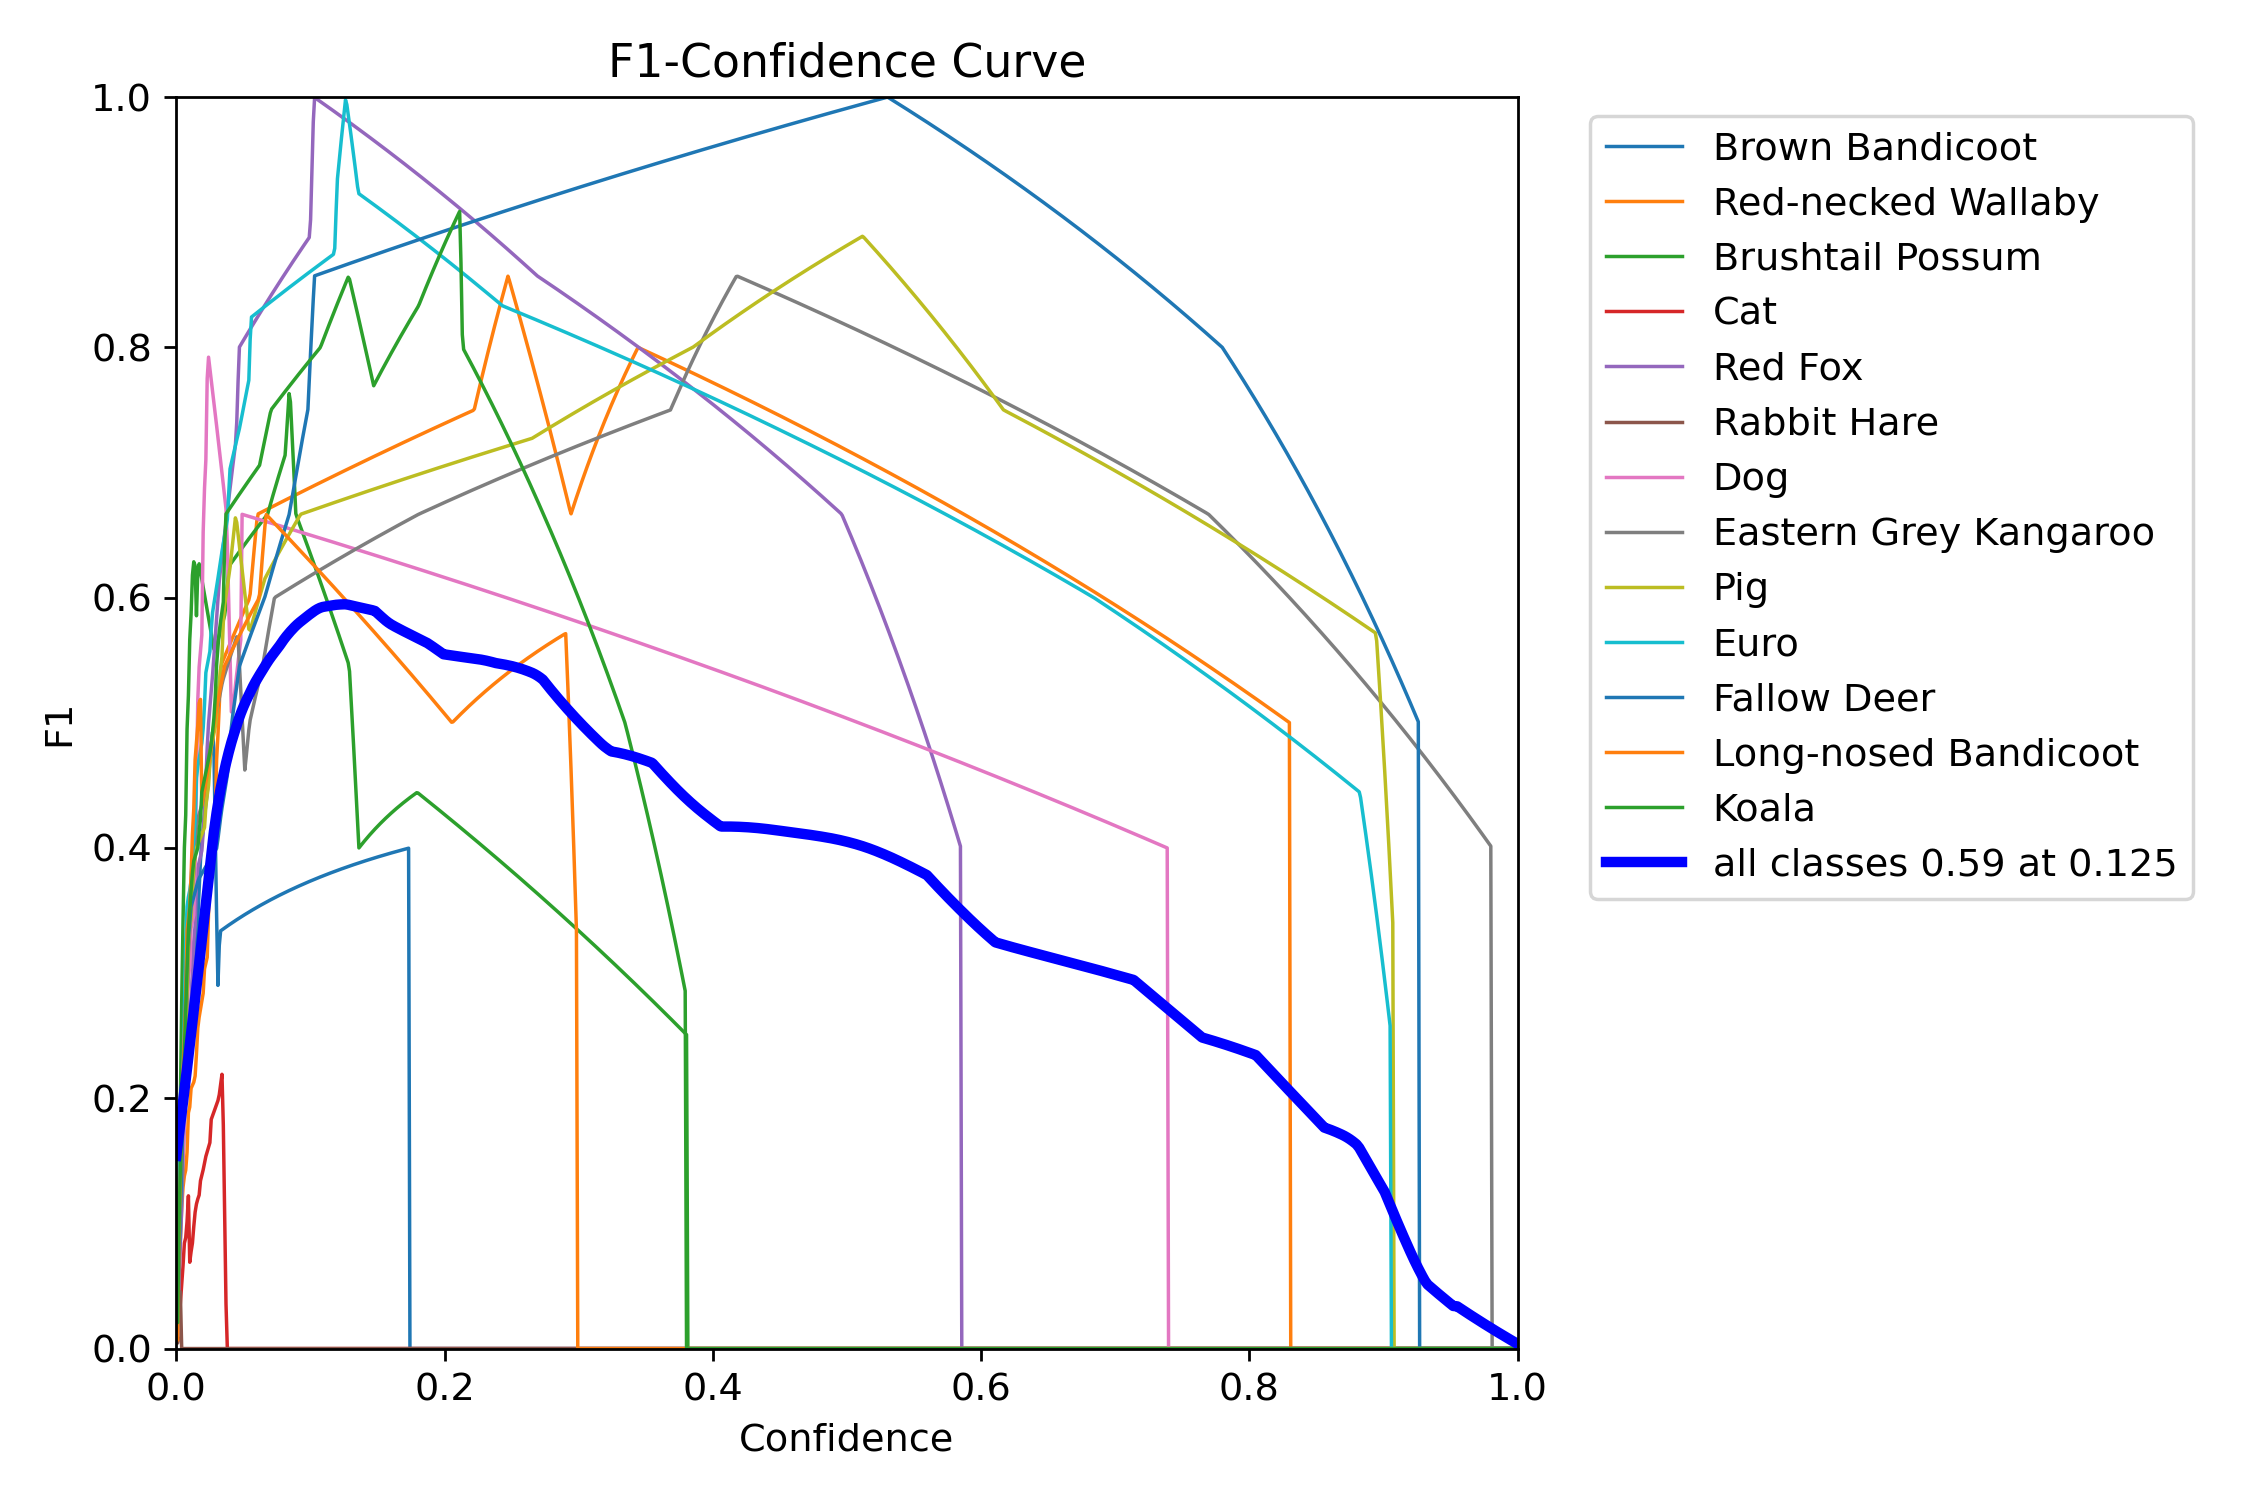 F1-Confidence Curve
1.0
0.8
0.6
0.4
0.2
0.0
F1
0.0 0.2 0.4 0.6 0.8 1.0
Confidence
Brown Bandicoot
Red-necked Wallaby
Brushtail Possum
Cat
Red Fox
Rabbit Hare
Dog
Eastern Grey Kangaroo
Pig
Euro
Fallow Deer
Long-nosed Bandicoot
Koala
all classes 0.59 at 0.125